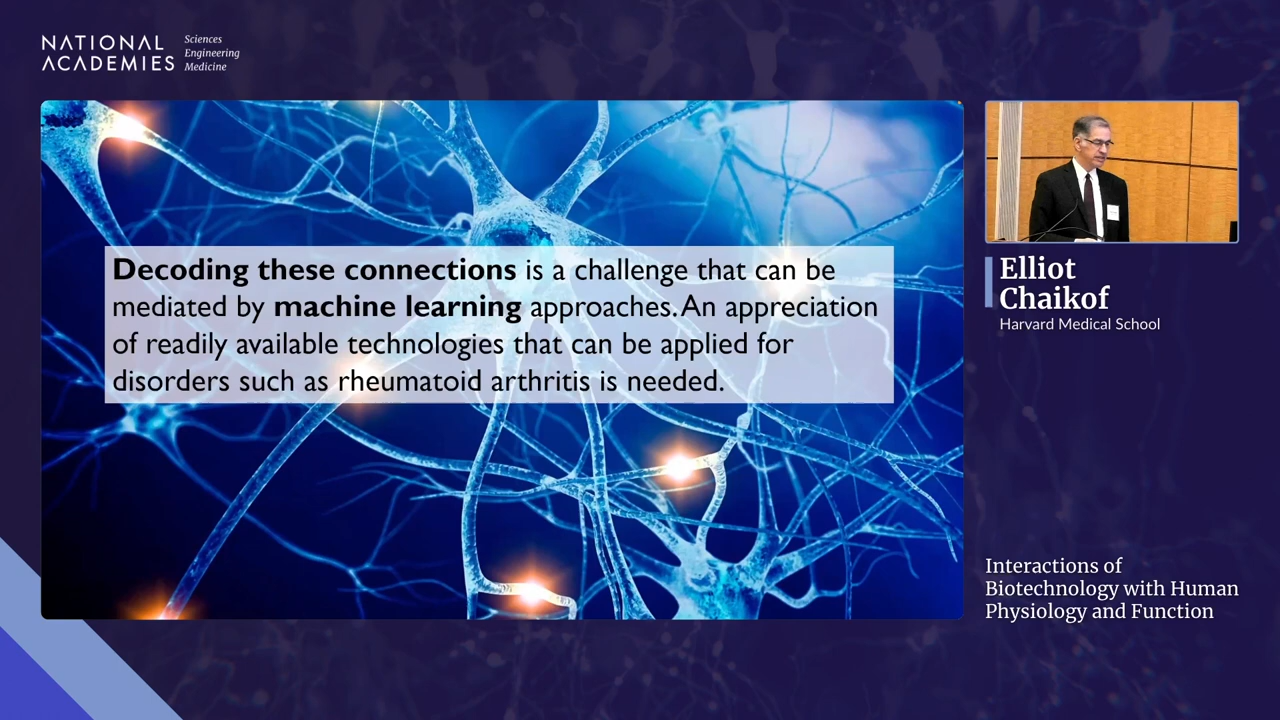 NATIONAL
ACADEMIES
Sciences
Engineering
Medicine
Decoding these connections is a challenge that can be
mediated by machine learning approaches. An appreciation
of readily available technologies that can be applied for
disorders such as rheumatoid arthritis is needed.
Elliot
Chaikof
Harvard Medical School
Interactions of
Biotechnology with Human
Physiology and Function